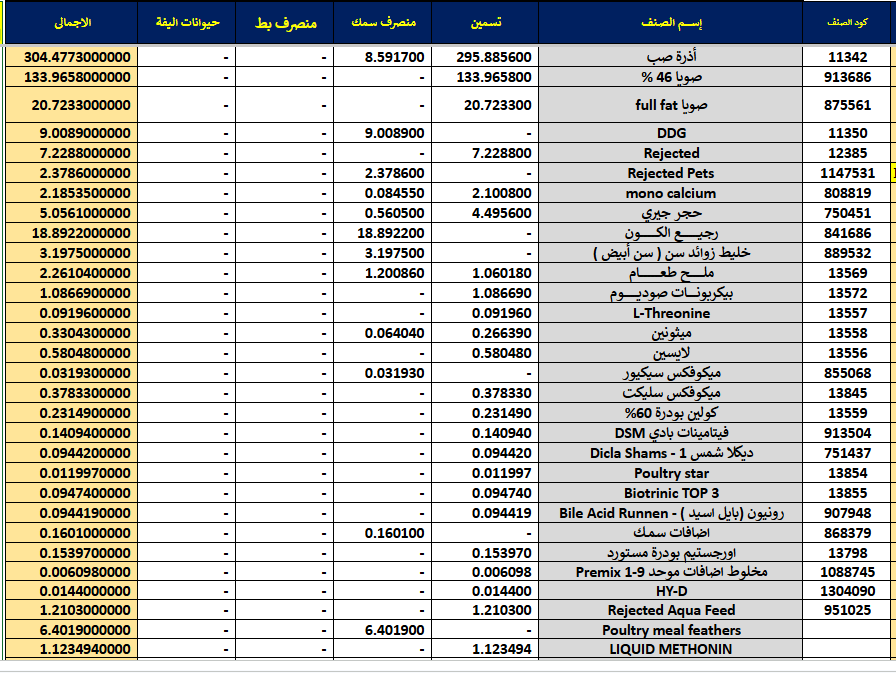 كود الصنف إسم الصنف تسمين منصرف سمك منصرف بط حيوانات اليفة الاجمالى
11342 أذرة صب 295.885600 8.591700 - - 304.4773000000
913686 صويا 46 % 133.965800 - - - 133.9658000000
875561 صويا full fat 20.723300 - - - 20.7233000000
11350 DDG - 9.008900 - - 9.0089000000
12385 Rejected 7.228800 - - - 7.2288000000
1147531 Rejected Pets - 2.378600 - - 2.3786000000
808819 mono calcium 2.100800 0.084550 - - 2.1853500000
750451 حجر جيري 4.495600 0.560500 - - 5.0561000000
841686 رجيـــع الكـــون - 18.892200 - - 18.8922000000
889532 خليط زوائد سن ( سن أبيض ) - 3.197500 - - 3.1975000000
13569 ملـــح طعـــام 1.060180 1.200860 - - 2.2610400000
13572 بيكربونـــات صوديـــوم 1.086690 - - - 1.0866900000
13557 L-Threonine 0.091960 - - - 0.0919600000
13558 ميثونين 0.266390 0.064040 - - 0.3304300000
13556 لايسين 0.580480 - - - 0.5804800000
855068 ميكوفكس سيكيور - 0.031930 - - 0.0319300000
13845 ميكوفكس سليكت 0.378330 - - - 0.3783300000
13559 كولين بودرة 60% 0.231490 - - - 0.2314900000
913504 فيتامينات بادي DSM 0.140940 - - - 0.1409400000
751437 ديكلا شمس 1 - Dicla Shams 0.094420 - - - 0.0944200000
13854 Poultry star 0.011997 - - - 0.0119970000
13855 Biotrinic TOP 3 0.094740 - - - 0.0947400000
907948 رونيون (بايل اسيد ) - Bile Acid Runnen 0.094419 - - - 0.0944190000
868379 اضافات سمك - 0.160100 - - 0.1601000000
13798 اورجستيم بودرة مستورد 0.153970 - - - 0.1539700000
1088745 مخلوط اضافات موحد Premix 1-9 0.006098 - - - 0.0060980000
1304090 HY-D 0.014400 - - - 0.0144000000
951025 Rejected Aqua Feed 1.210300 - - - 1.2103000000
Poultry meal feathers - 6.401900 - - 6.4019000000
LIQUID METHONIN 1.123494 - - - 1.1234940000